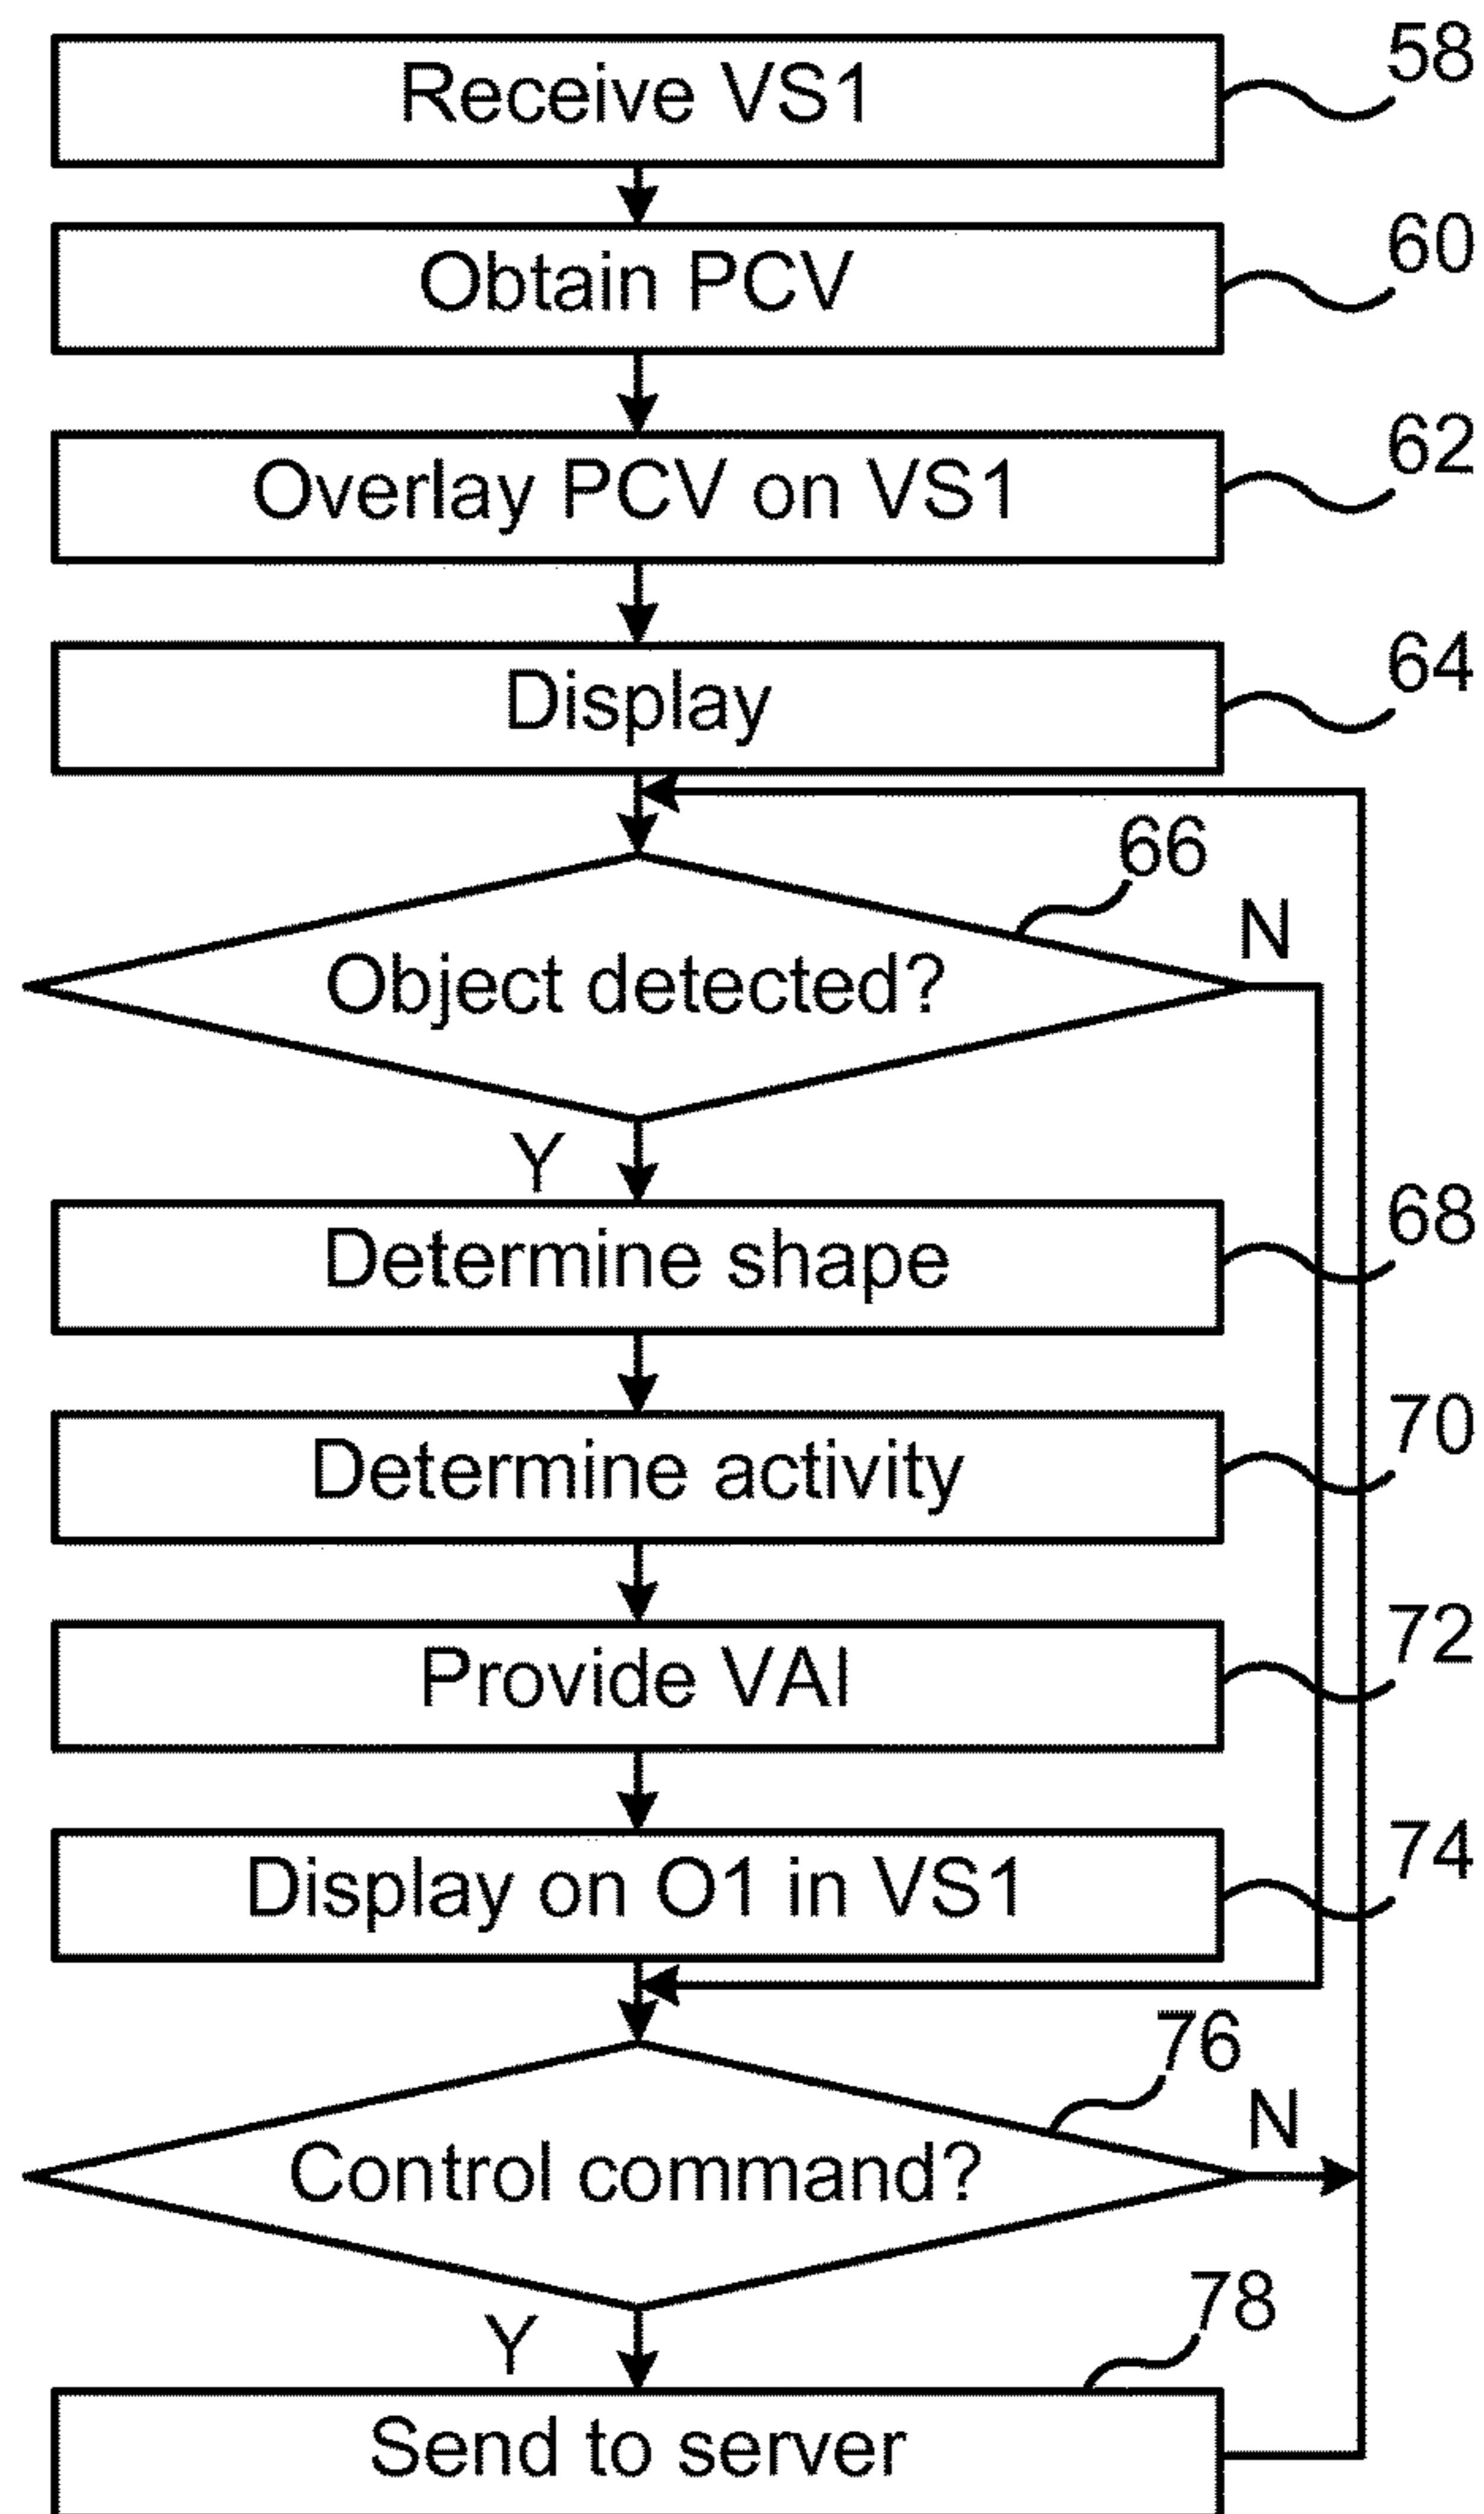 Receive VS1
58
Obtain PCV
60
Overlay PCV on VS1
62
Display
64
66
N
Object detected?
Y
Determine shape
68
Determine activity
70
Provide VAI
72
Display on O1 in VS1
74
76
N
Control command?
Y
78
Send to server